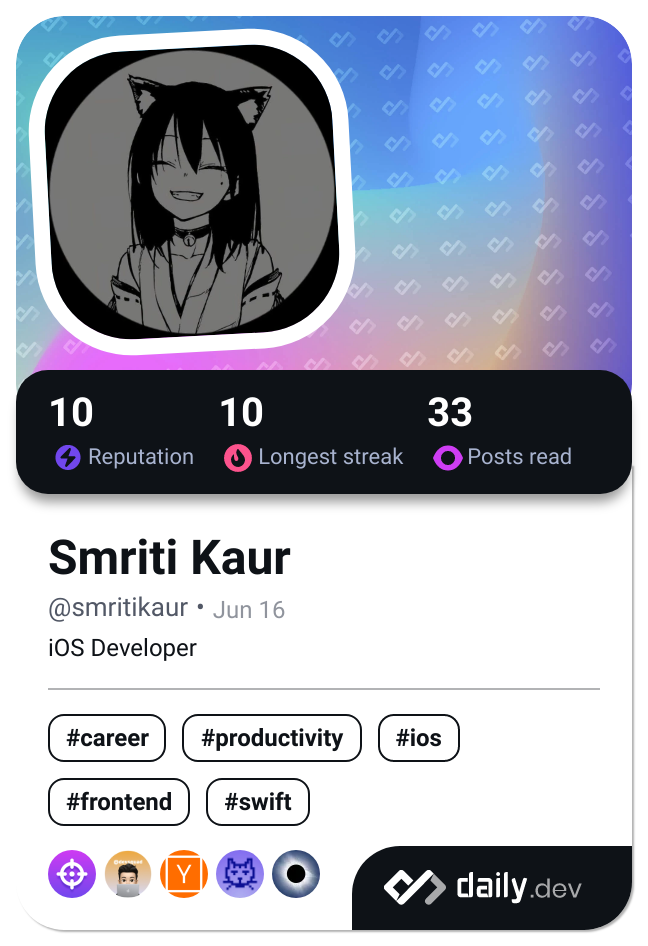 10 10 33
Reputation Longest streak Posts read
Smriti Kaur
@smritikaur • Jun 16
iOS Developer
#career #productivity #ios
#frontend #swift
Y
daily.dev